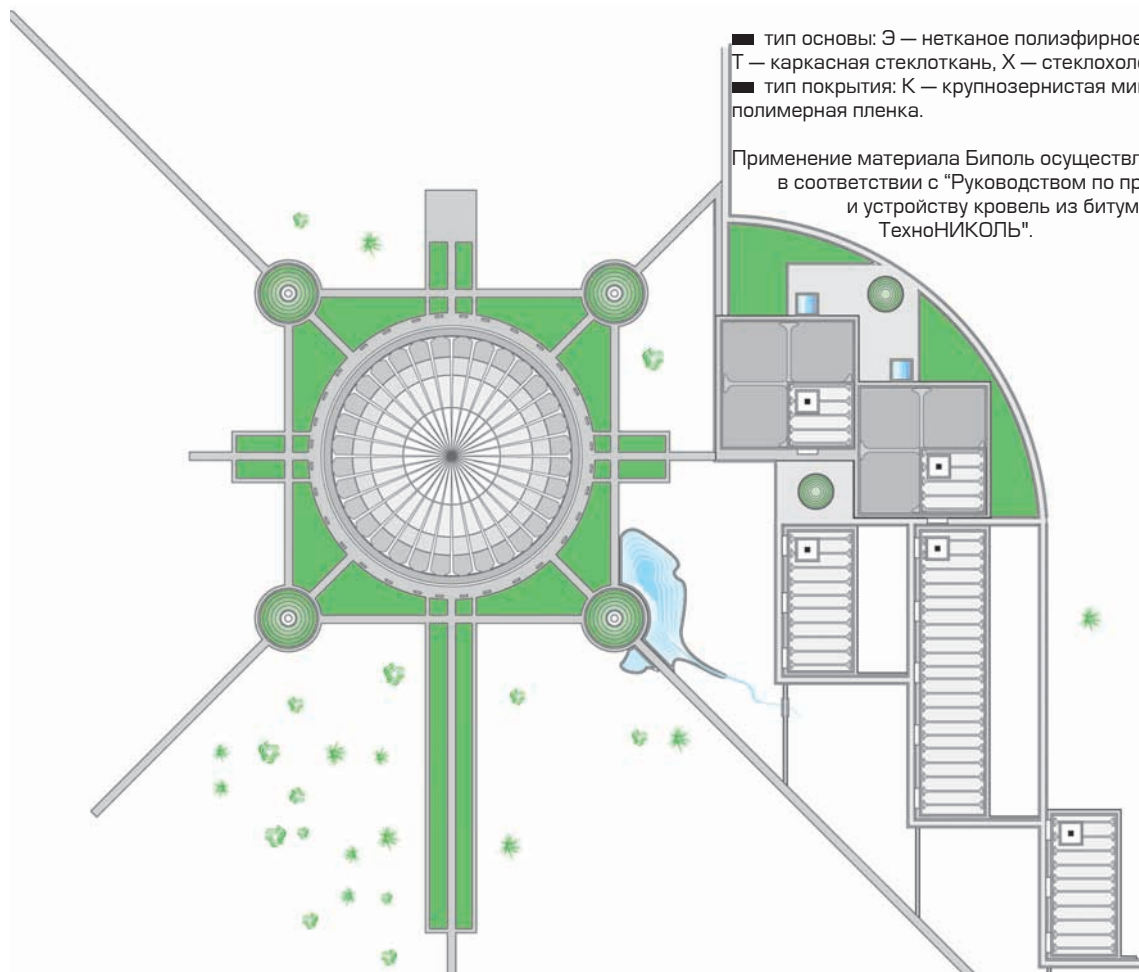 тип основы: Э — нетканое полиэфирное
Т — каркасная стеклоткань, Х — стеклохоло
тип покрытия: К — крупнозернистая ми
полимерная пленка.
Применение материала Биполь осуществл
в соответствии с “Руководством по пр
и устройству кровель из битум
ТехноНИКОЛЬ".